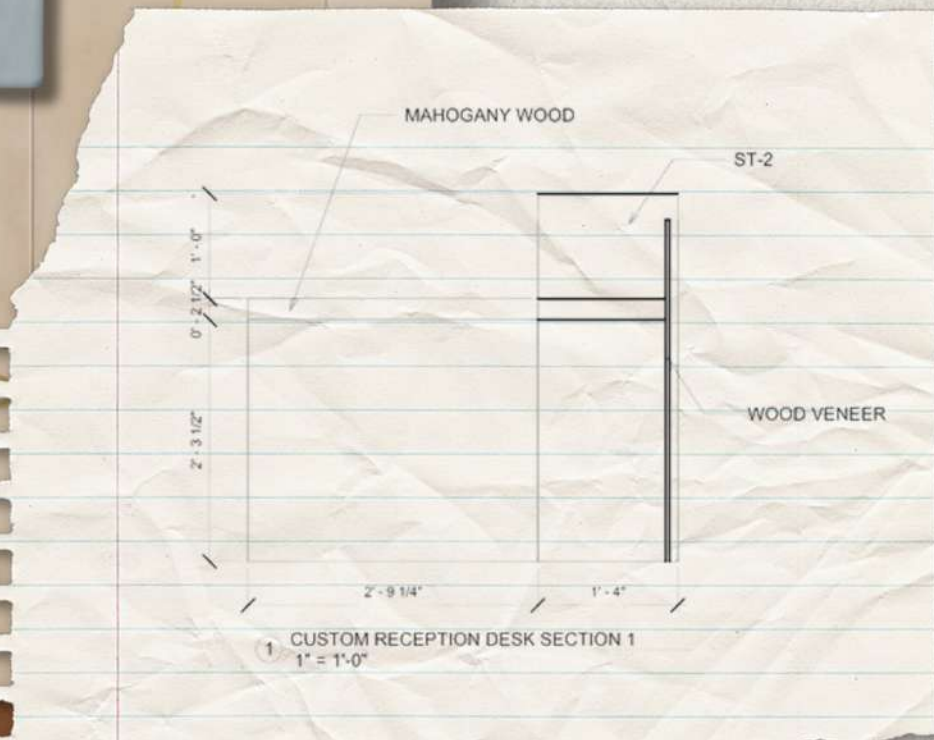 MAHOGANY WOOD
ST-2
1' - 0"
0' - 2 1/2"
2' - 3 1/2"
WOOD VENEER
2' - 9 1/4"
1' - 4"
1 CUSTOM RECEPTION DESK SECTION 1
1" = 1'-0"